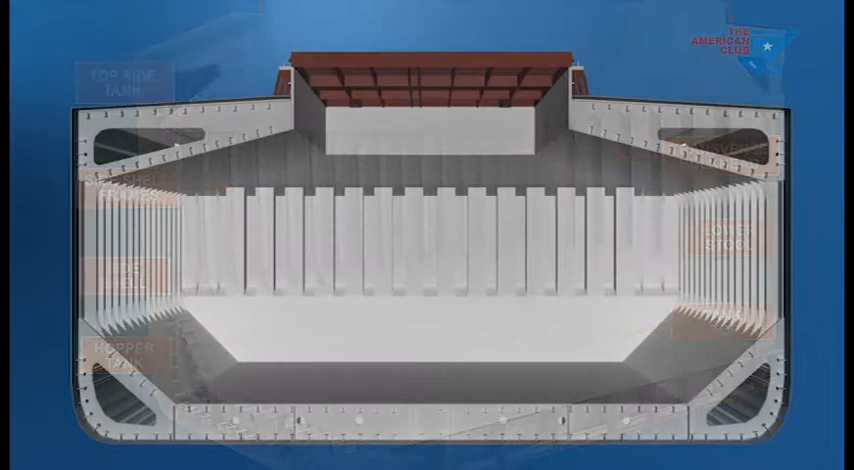 THE
AMERICAN
CLUB
TOP SIDE
TANK
SIDE SHELL
FRAMES
LOWER
STOOL
SIDE
SHELL
HOPPER
TANK